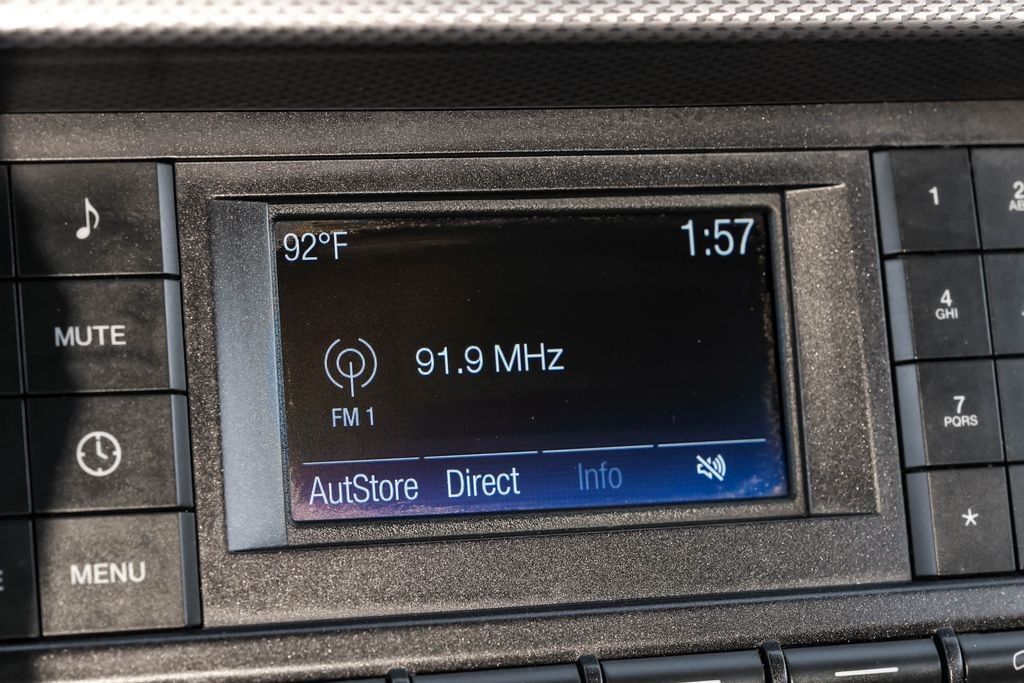 92°F 1:57
91.9 MHz
FM 1
AutStore Direct Info
MUTE
MENU
1
2
4
GHI
7
PQRS
*